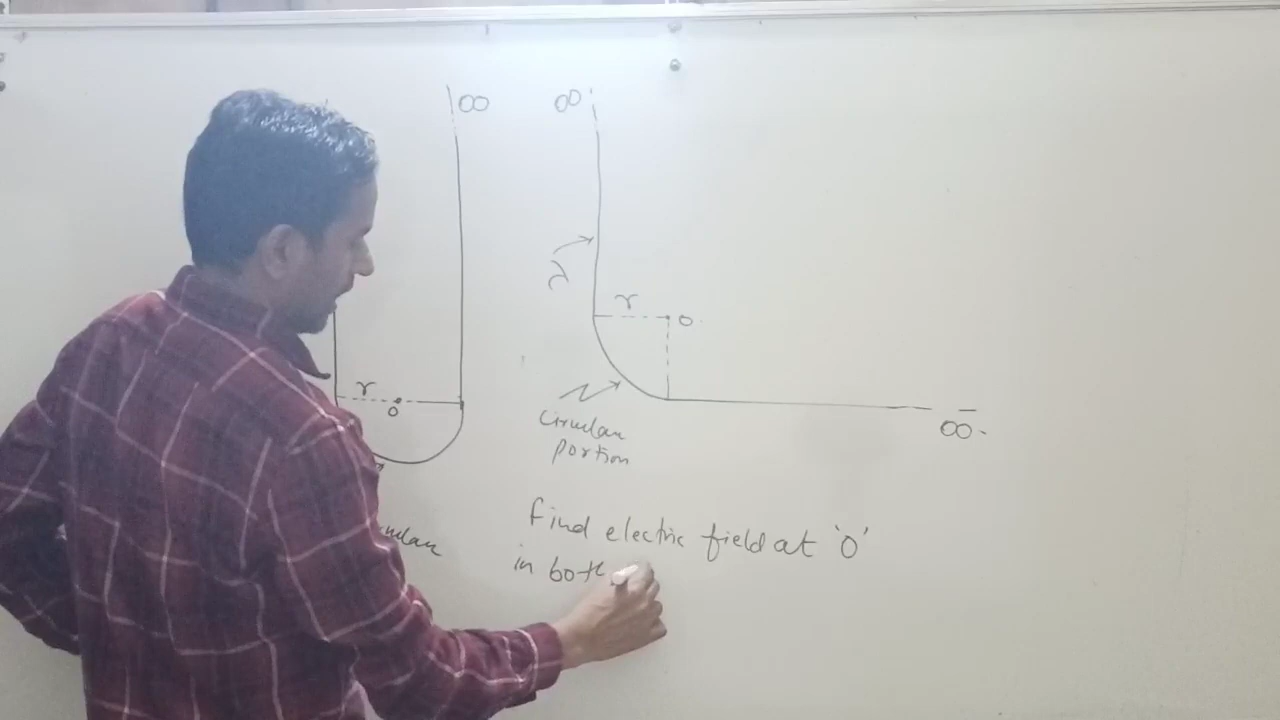 ∞
∞
λ
r
o
r
o
∞
Circular
portion
Find electric field at 'O'
in both